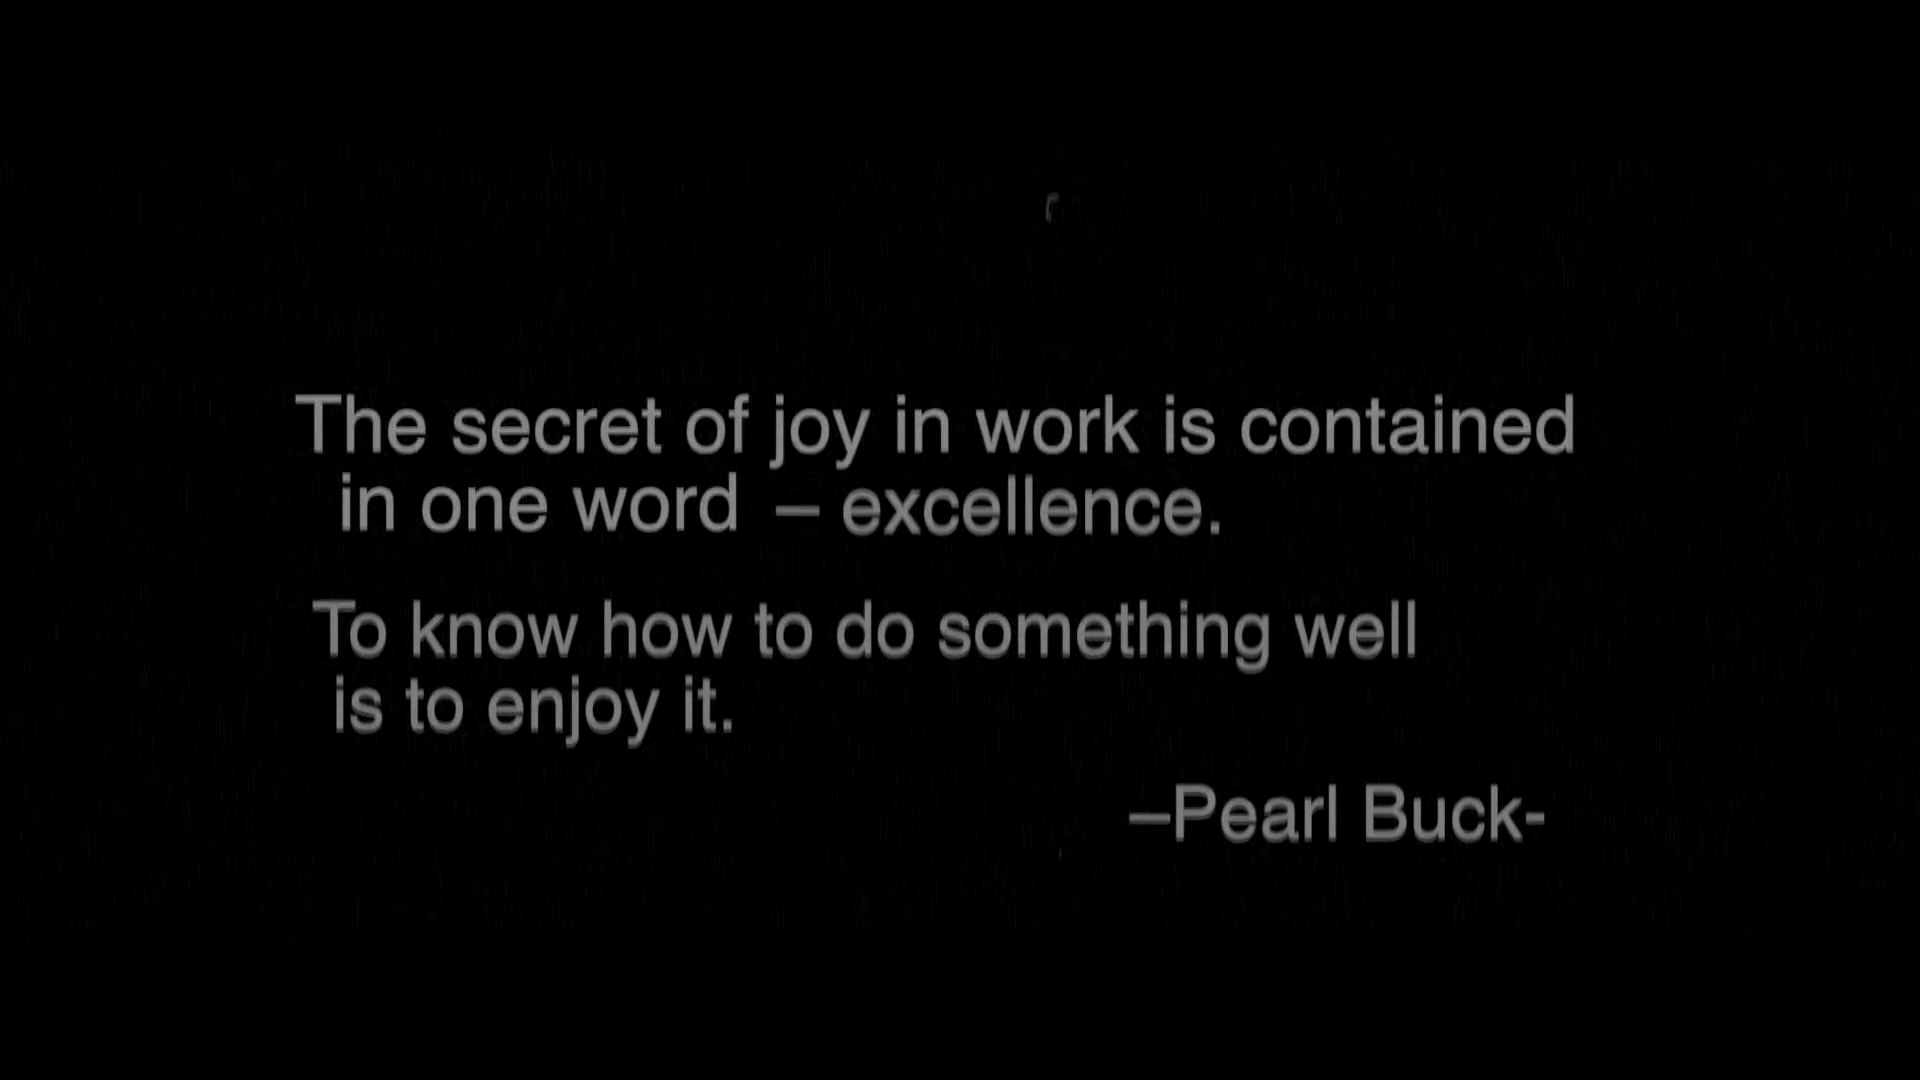 The secret of joy in work is contained
in one word – excellence.
To know how to do something well
is to enjoy it.
–Pearl Buck-